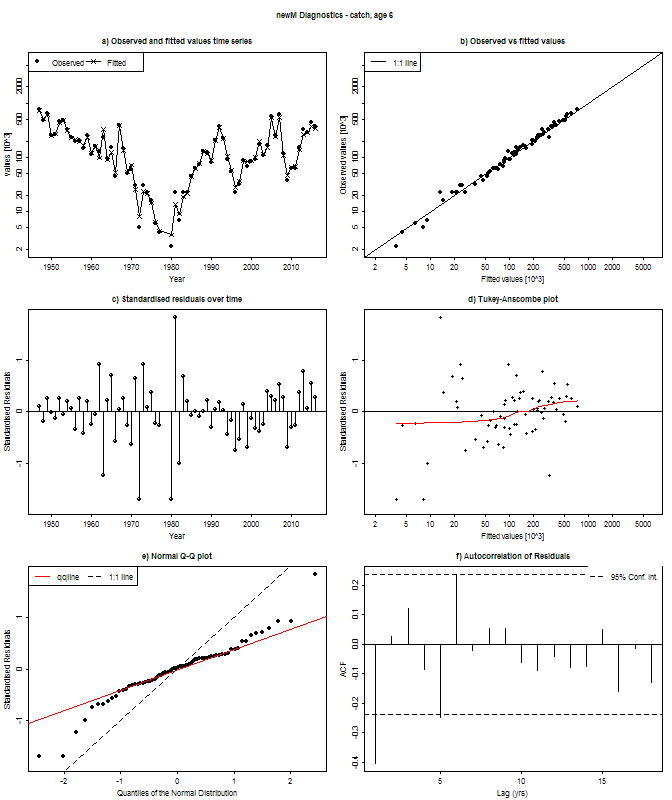 newM Diagnostics - catch, age 6
a) Observed and fitted values time series
Observed
Fitted
values [10^3]
2000
500
100
50
20
10
5
2
1950 1960 1970 1980 1990 2000 2010
Year
b) Observed vs fitted values
1:1 line
Observed values [10^3]
2000
500
100
50
20
10
5
2
2 5 10 20 50 100 200 500 2000 5000
Fitted values [10^3]
c) Standardised residuals over time
Standardised Residuals
1
0
-1
1950 1960 1970 1980 1990 2000 2010
Year
d) Tukey-Anscombe plot
Standardised Residuals
1
0
-1
2 5 10 20 50 100 200 500 2000 5000
Fitted values [10^3]
e) Normal Q-Q plot
qqline
1:1 line
Standardised Residuals
1
0
-1
-2 -1 0 1 2
Quantiles of the Normal Distribution
f) Autocorrelation of Residuals
95% Conf. Int.
ACF
0.2
0.1
0.0
-0.1
-0.2
-0.3
-0.4
5 10 15
Lag (yrs)